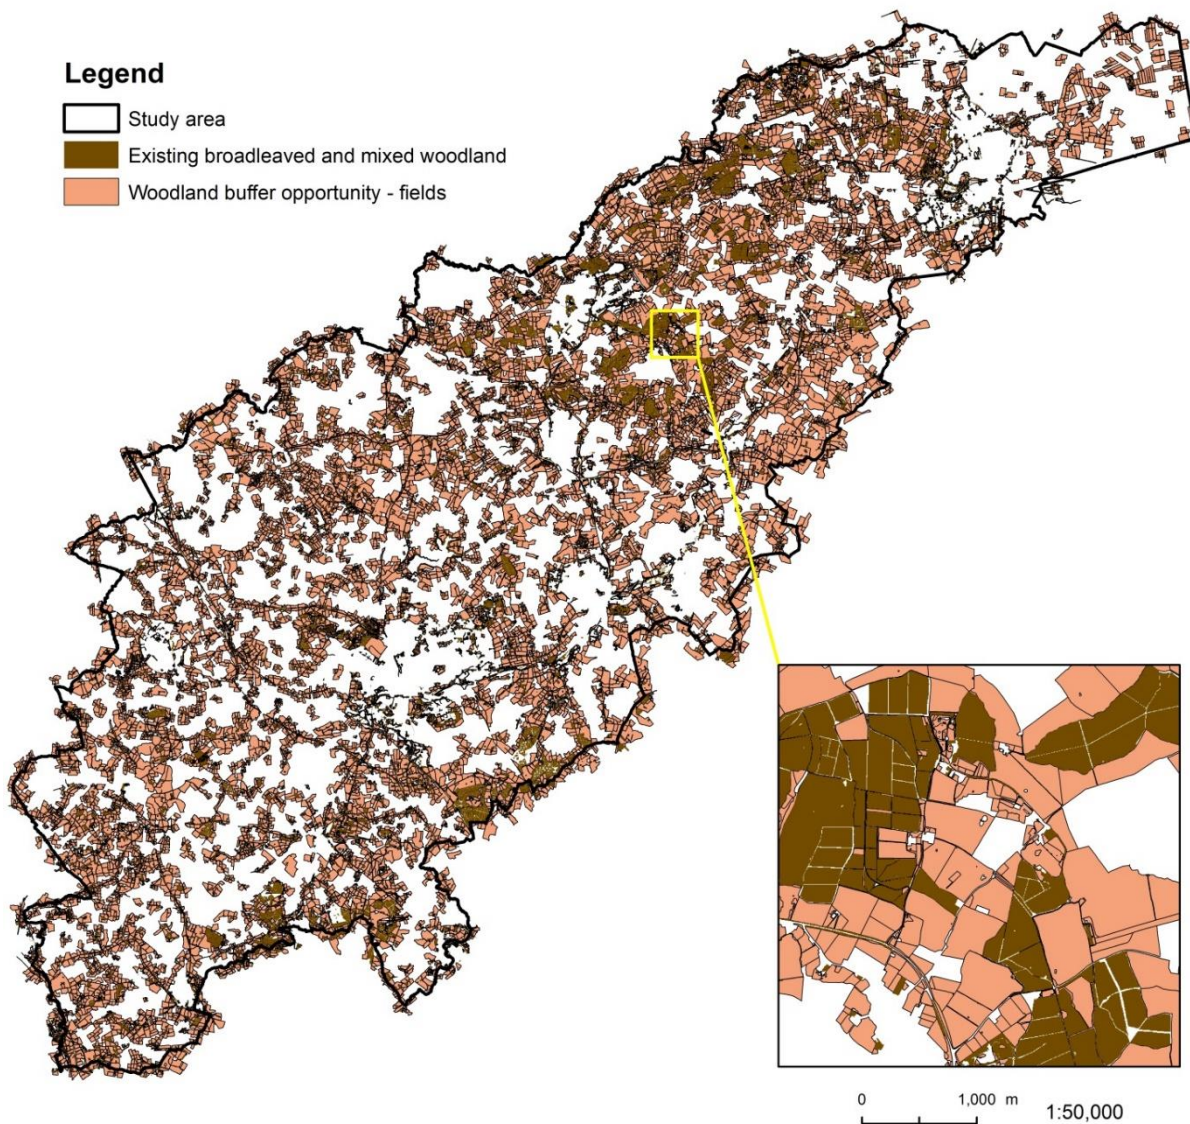 Legend
Study area
Existing broadleaved and mixed woodland
Woodland buffer opportunity - fields
0 1,000 m
1:50,000